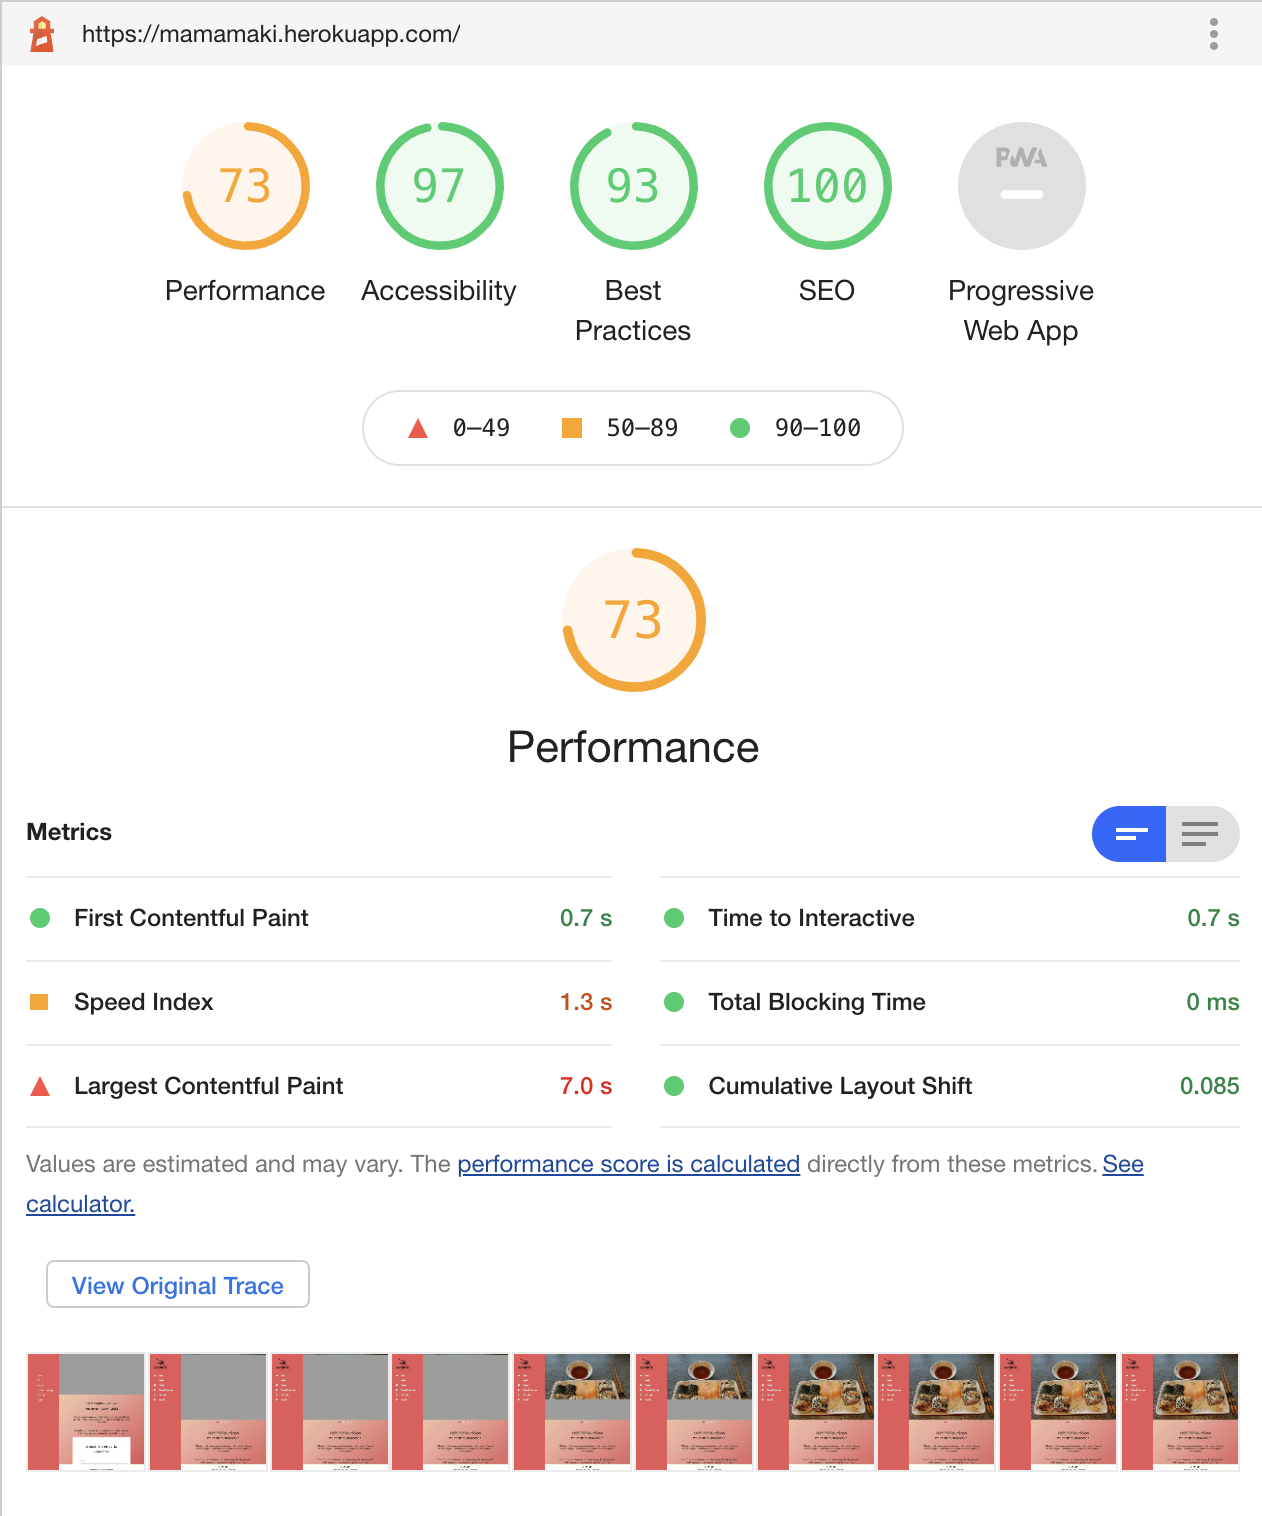 https://mamamaki.herokuapp.com/
73
97
93
100
PWA
Performance
Accessibility
Best
Practices
SEO
Progressive
Web App
0–49
50–89
90–100
73
Performance
Metrics
First Contentful Paint
0.7 s
Time to Interactive
0.7 s
Speed Index
1.3 s
Total Blocking Time
0 ms
Largest Contentful Paint
7.0 s
Cumulative Layout Shift
0.085
Values are estimated and may vary. The performance score is calculated directly from these metrics. See
calculator.
View Original Trace